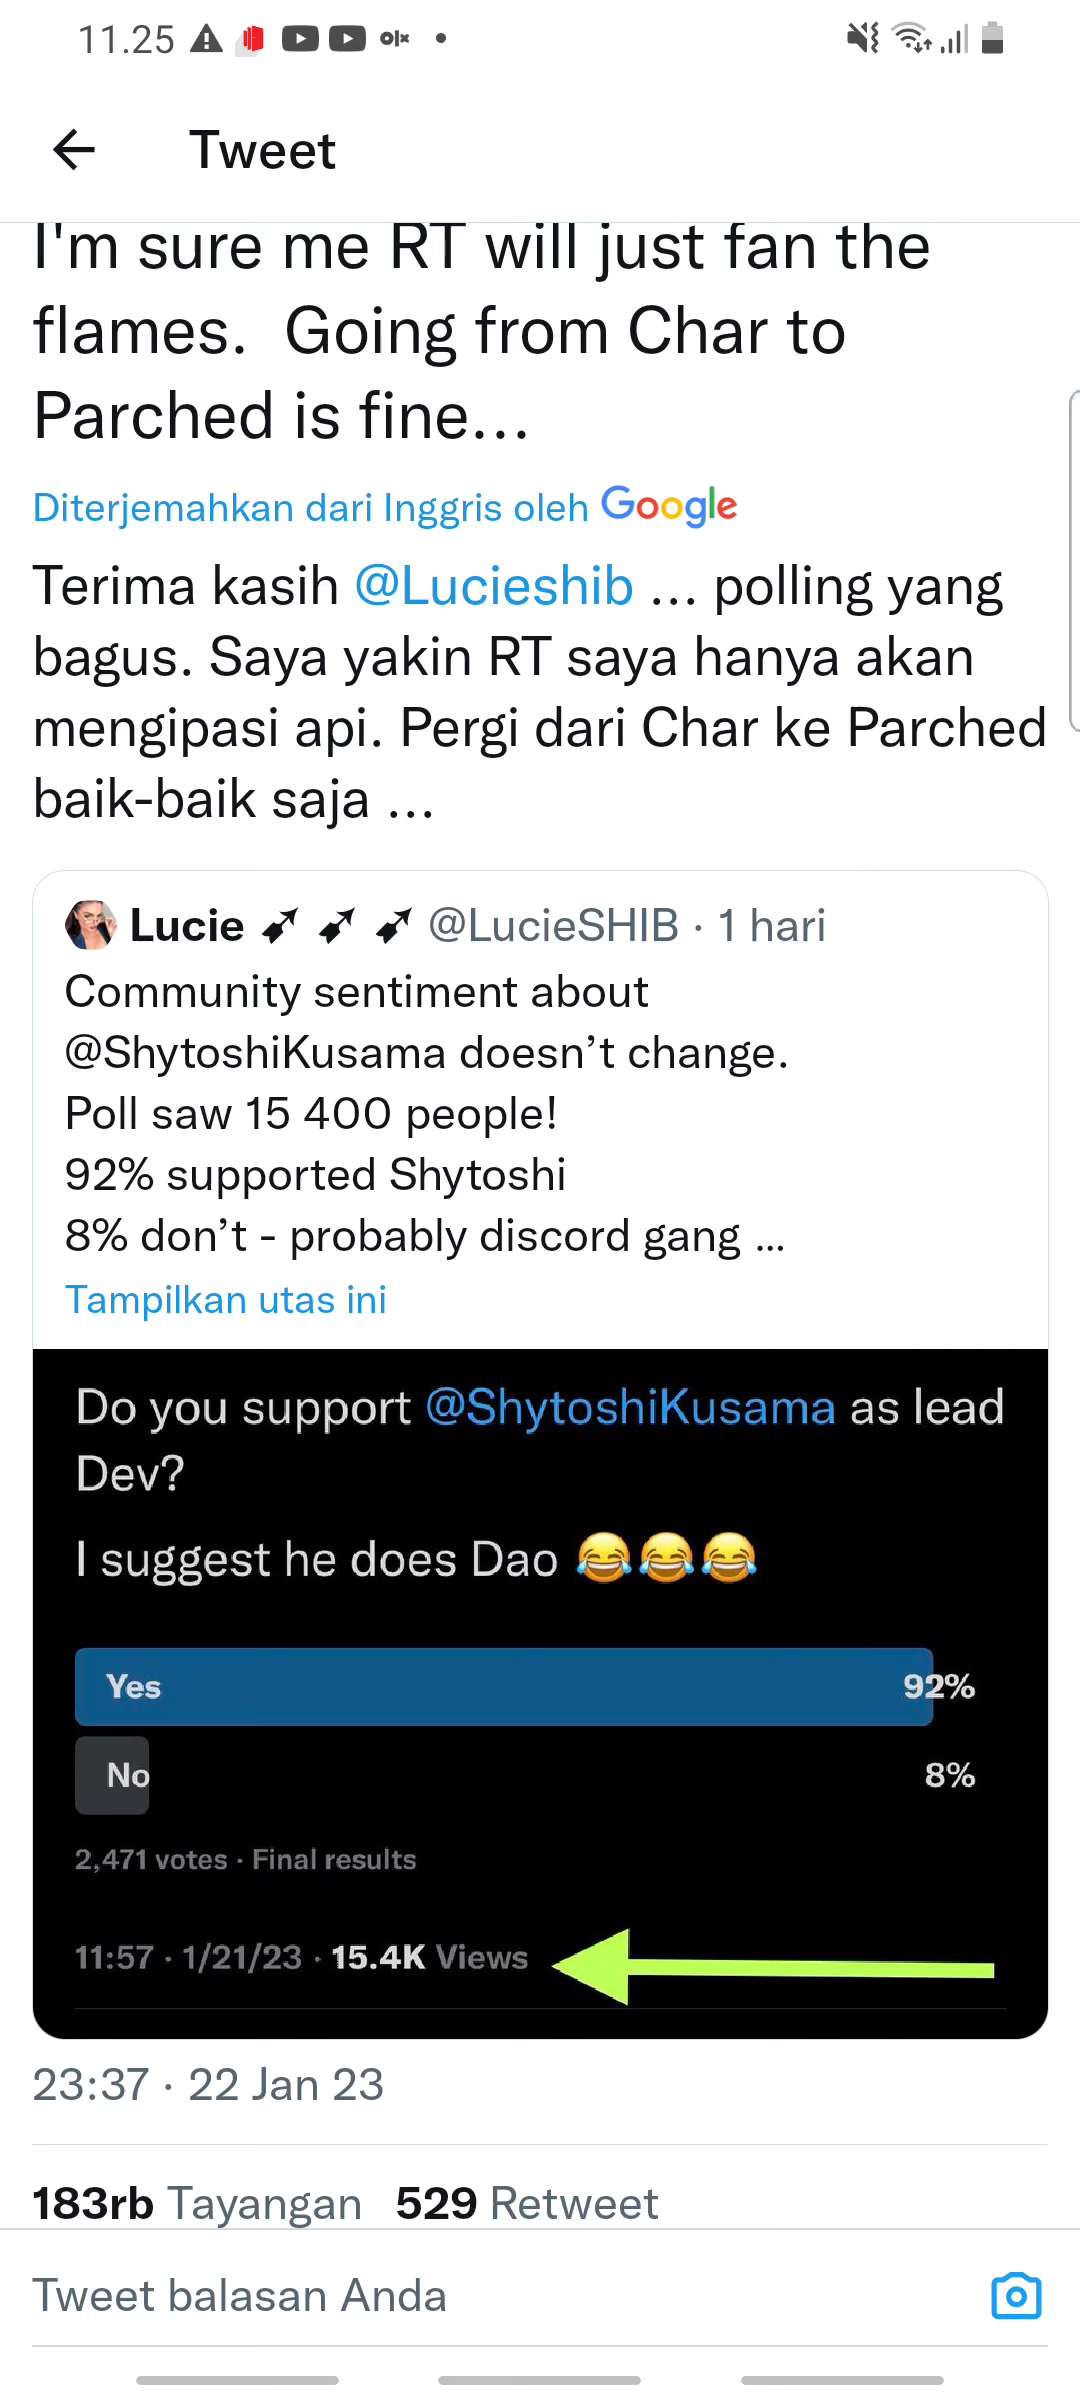 11.25
olx
Tweet
I'm sure me RT will just fan the
flames.  Going from Char to
Parched is fine...
Diterjemahkan dari Inggris oleh Google
Terima kasih @Lucieshib ... polling yang
bagus. Saya yakin RT saya hanya akan
mengipasi api. Pergi dari Char ke Parched
baik-baik saja ...
Lucie ➶ ➶ ➶ @LucieSHIB · 1 hari
Community sentiment about
@ShytoshiKusama doesn’t change.
Poll saw 15 400 people!
92% supported Shytoshi
8% don’t - probably discord gang ...
Tampilkan utas ini
Do you support @ShytoshiKusama as lead
Dev?
I suggest he does Dao 😂😂😂
Yes 92%
No 8%
2,471 votes · Final results
11:57 · 1/21/23 · 15.4K Views
23:37 · 22 Jan 23
183rb Tayangan 529 Retweet
Tweet balasan Anda